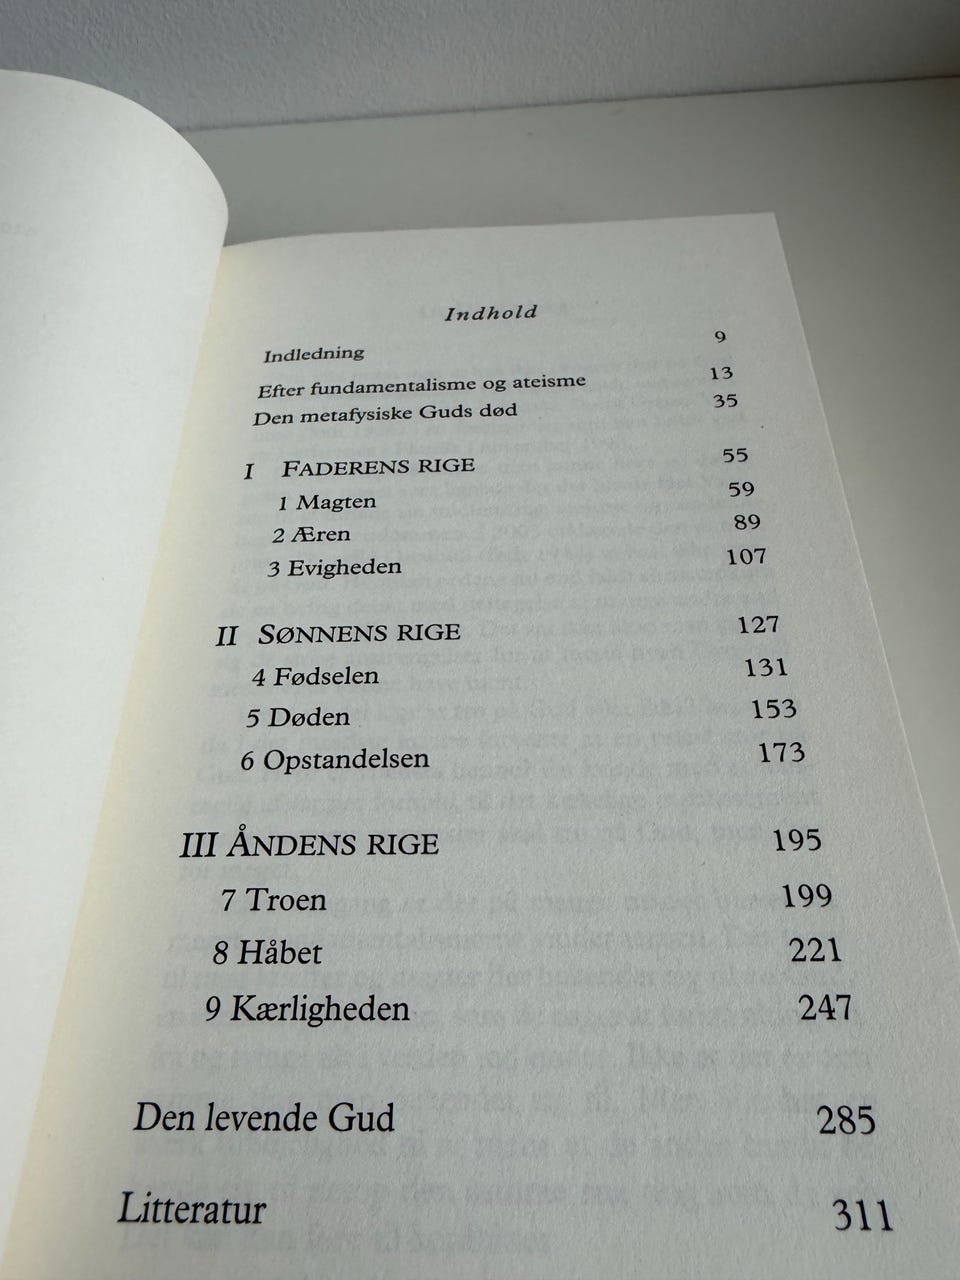 Indhold
Indledning 9
Efter fundamentalisme og ateisme 13
Den metafysiske Guds død 35
I FADERENS RIGE 55
1 Magten 59
2 Æren 89
3 Evigheden 107
II SØNNENS RIGE 127
4 Fødselen 131
5 Døden 153
6 Opstandelsen 173
III ÅNDENS RIGE 195
7 Troen 199
8 Håbet 221
9 Kærligheden 247
Den levende Gud 285
Litteratur 311